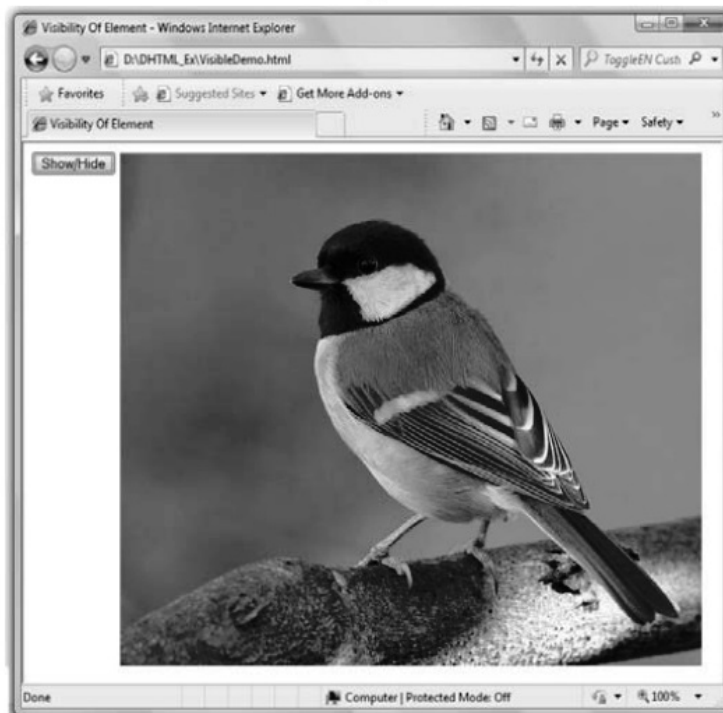 Visibility Of Element - Windows Internet Explorer
D:\DHTML_Ex\VisibleDemo.html
ToggleEN Cush
Favorites
Suggested Sites
Get More Add-ons
Visibility Of Element
Page
Safety
»
Show/Hide
Done
Computer | Protected Mode: Off
100%